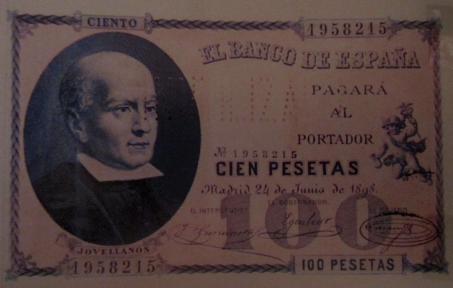 CIENTO
1958215
EL BANCO DE ESPAÑA
PAGARÁ
AL
PORTADOR
Nº 1958215
CIEN PESETAS
Madrid 24 de Junio de 1898.
EL INTERVENTOR
EL GOBERNADOR
100
JOVELLANOS
1958215
100 PESETAS